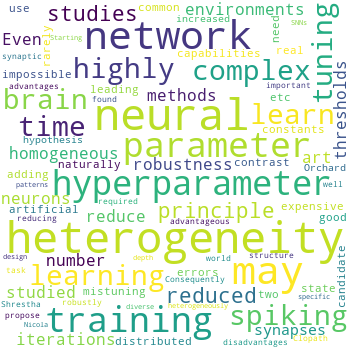 common increased need real
use studies environments
Even rarely capabilities SNNs Starting
synaptic network tuning
impossible leading important
advantages highly complex thresholds
found
brain methods constants
hypothesis etc
time learn
patterns neural
homogeneous naturally robustness contrast art Orchard
adding parameter
neurons required well
artificial reduce hyperparameter expensive
advantageous
reducing number principle good
heterogeneity
design errors world Consequently structure
task learning may
depth
studied mistuning reduced state two candidate
Shrestha robustly diverse heterogeneously specific
propose training spiking
Nicola disadvantages
iterations distributed synapses Clopath